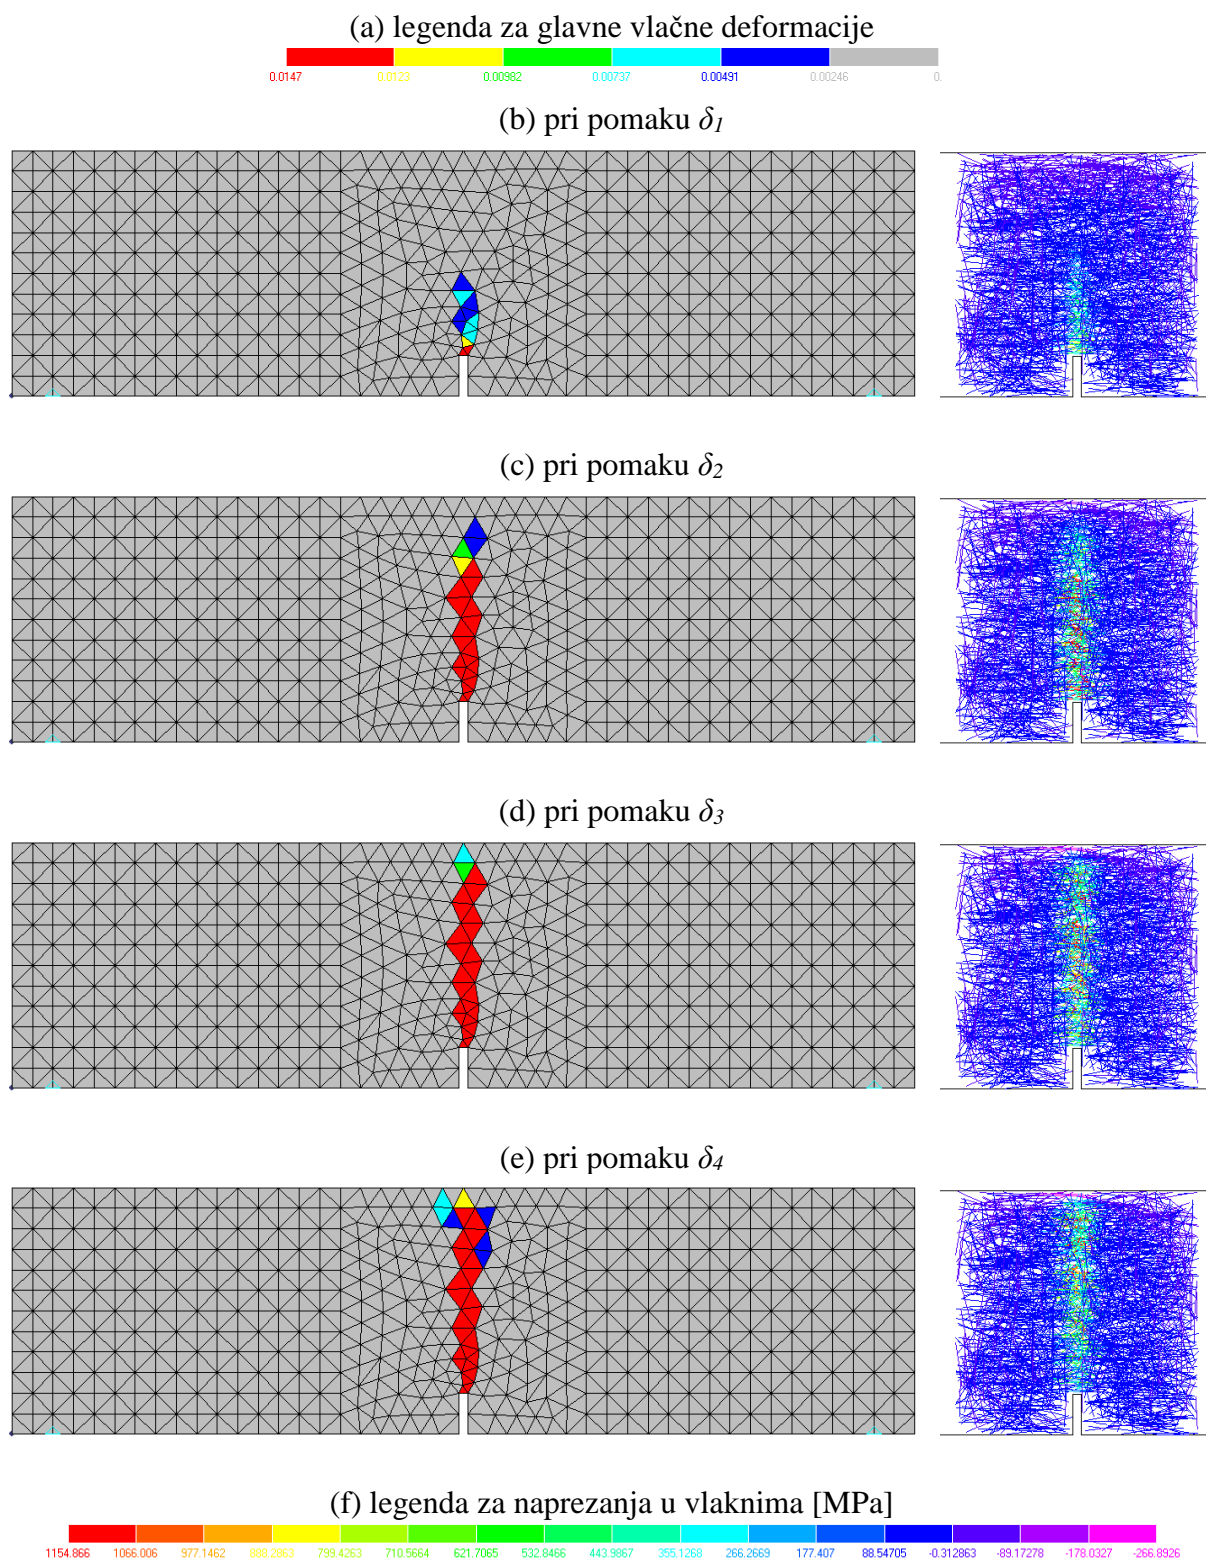 (a) legenda za glavne vlačne deformacije
0.0147 0.0123 0.00982 0.00737 0.00491 0.00246 0.
(b) pri pomaku δ1
(c) pri pomaku δ2
(d) pri pomaku δ3
(e) pri pomaku δ4
(f) legenda za naprezanja u vlaknima [MPa]
1154.866 1066.006 977.1462 888.2863 799.4263 710.5664 621.7065 532.8466 443.9867 355.1268 266.2669 177.407 88.54705 -0.312863 -89.17278 -178.0327 -266.8926